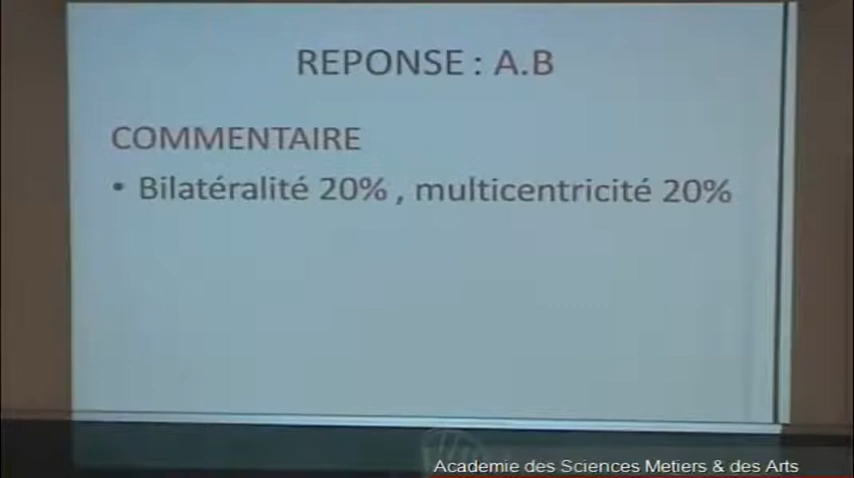 REPONSE : A.B
COMMENTAIRE
• Bilatéralité 20% , multicentricité 20%
Academie des Sciences Metiers & des Arts